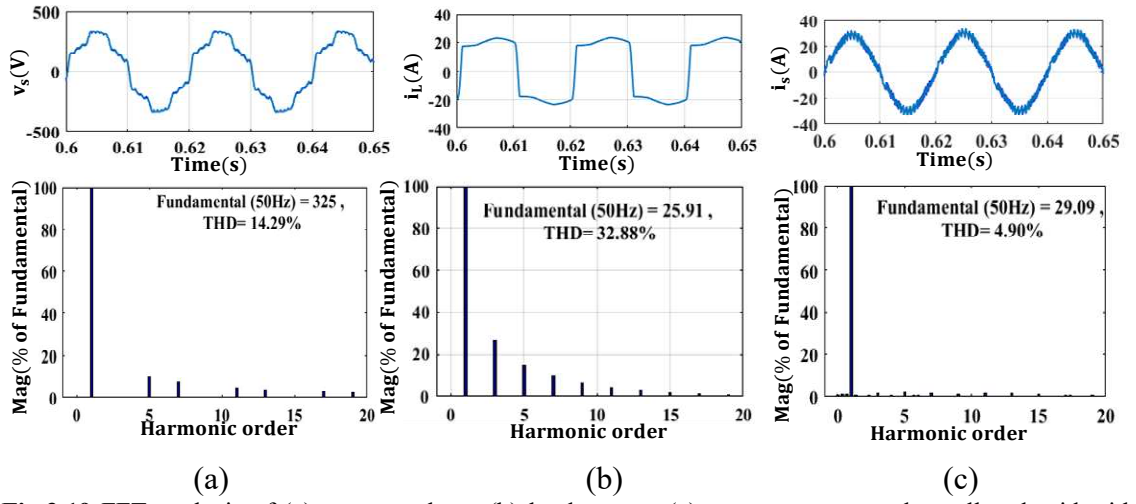 500
0
-500
v_s(V)
0.6 0.61 0.62 0.63 0.64 0.65
Time(s)
40
20
0
-20
-40
i_L(A)
0.6 0.61 0.62 0.63 0.64 0.65
Time(s)
40
20
0
-20
-40
i_s(A)
0.6 0.61 0.62 0.63 0.64 0.65
Time(s)
100
80
60
40
20
0
Mag(% of Fundamental)
Fundamental (50Hz) = 325 ,
THD= 14.29%
0 5 10 15 20
Harmonic order
(a)
100
80
60
40
20
0
Mag(% of Fundamental)
Fundamental (50Hz) = 25.91 ,
THD= 32.88%
0 5 10 15 20
Harmonic order
(b)
100
80
60
40
20
0
Mag(% of Fundamental)
Fundamental (50Hz) = 29.09 ,
THD= 4.90%
0 5 10 15 20
Harmonic order
(c)